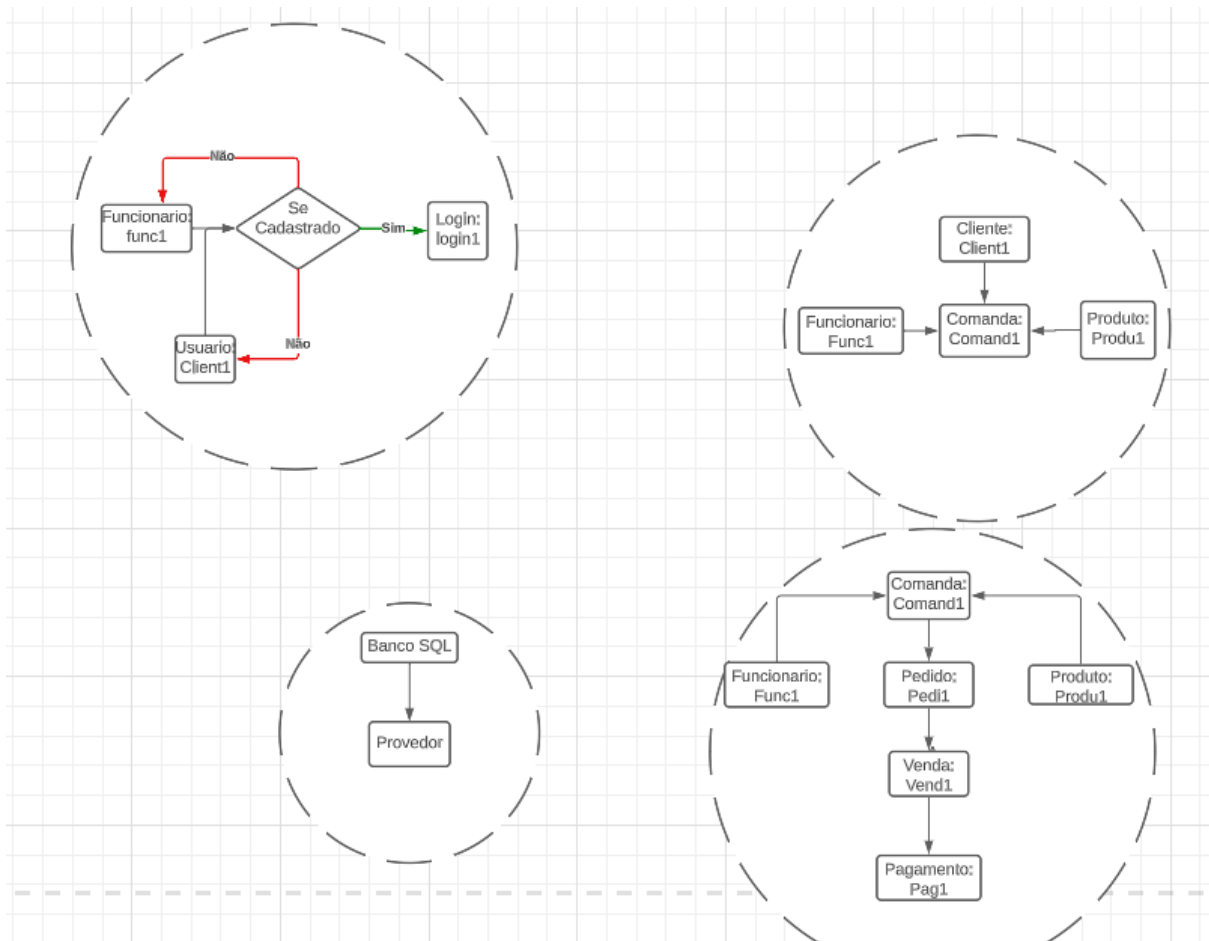 Não
Funcionario:
func1
Se
Cadastrado
Sim
Login:
login1
Não
Usuario:
Client1
Cliente:
Client1
Funcionario:
Func1
Comanda:
Comand1
Produto:
Produ1
Banco SQL
Provedor
Comanda:
Comand1
Funcionario:
Func1
Pedido:
Pedi1
Produto:
Produ1
Venda:
Vend1
Pagamento:
Pag1